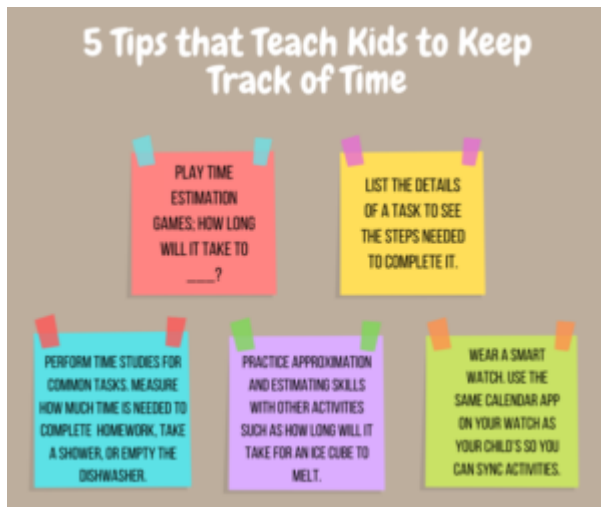 5 Tips that Teach Kids to Keep
Track of Time
PLAY TIME
ESTIMATION
GAMES; HOW LONG
WILL IT TAKE TO
___?
LIST THE DETAILS
OF A TASK TO SEE
THE STEPS NEEDED
TO COMPLETE IT.
PERFORM TIME STUDIES FOR
COMMON TASKS. MEASURE
HOW MUCH TIME IS NEEDED TO
COMPLETE HOMEWORK, TAKE
A SHOWER, OR EMPTY THE
DISHWASHER.
PRACTICE APPROXIMATION
AND ESTIMATING SKILLS
WITH OTHER ACTIVITIES
SUCH AS HOW LONG WILL IT
TAKE FOR AN ICE CUBE TO
MELT.
WEAR A SMART
WATCH. USE THE
SAME CALENDAR APP
ON YOUR WATCH AS
YOUR CHILD'S SO YOU
CAN SYNC ACTIVITIES.